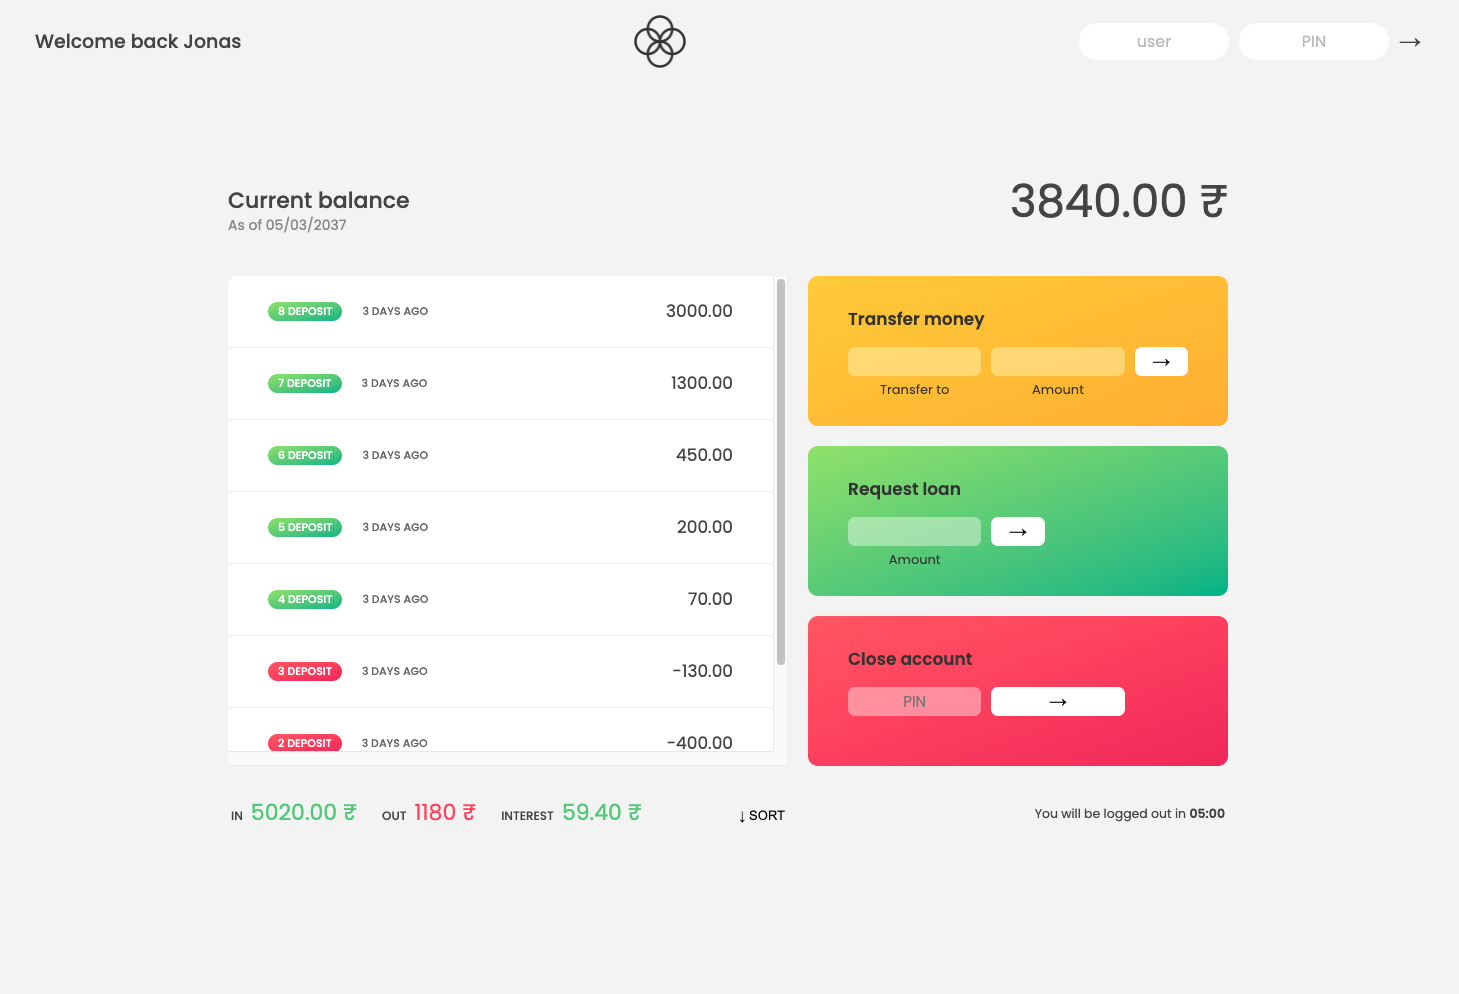 Welcome back Jonas
user
PIN
→
Current balance
As of 05/03/2037
3840.00 ₹
8 DEPOSIT 3 DAYS AGO 3000.00
7 DEPOSIT 3 DAYS AGO 1300.00
6 DEPOSIT 3 DAYS AGO 450.00
5 DEPOSIT 3 DAYS AGO 200.00
4 DEPOSIT 3 DAYS AGO 70.00
3 DEPOSIT 3 DAYS AGO -130.00
2 DEPOSIT 3 DAYS AGO -400.00
Transfer money
→
Transfer to Amount
Request loan
→
Amount
Close account
PIN →
IN 5020.00 ₹ OUT 1180 ₹ INTEREST 59.40 ₹ ↓ SORT
You will be logged out in 05:00